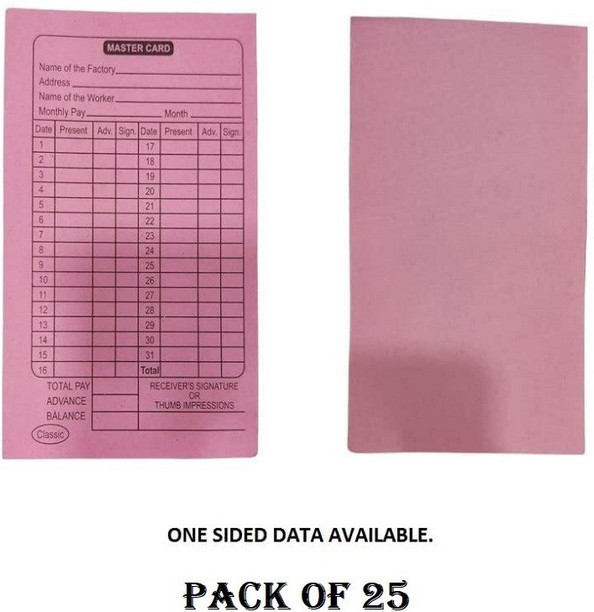 MASTER CARD
Name of the Factory
Address
Name of the Worker
Monthly Pay Month
Date Present Adv. Sign. Date Present Adv. Sign.
1 17
2 18
3 19
4 20
5 21
6 22
7 23
8 24
9 25
10 26
11 27
12 28
13 29
14 30
15 31
16 Total
TOTAL PAY RECEIVER'S SIGNATURE
OR
ADVANCE THUMB IMPRESSIONS
BALANCE
Classic
ONE SIDED DATA AVAILABLE.
PACK OF 25